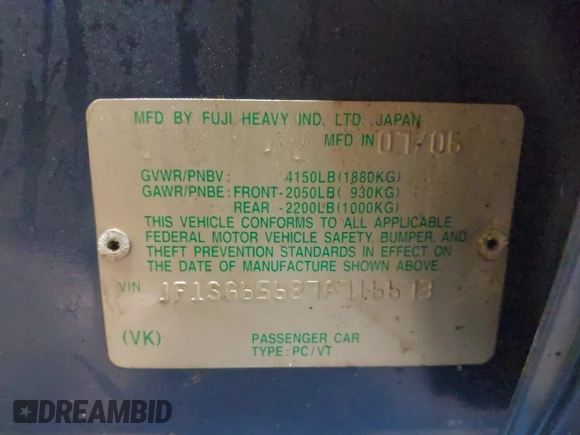 MFD BY FUJI HEAVY IND. LTD. JAPAN
MFD IN 07/06
GVWR/PNBV: 4150LB(1880KG)
GAWR/PNBE: FRONT-2050LB( 930KG)
REAR -2200LB(1000KG)
THIS VEHICLE CONFORMS TO ALL APPLICABLE
FEDERAL MOTOR VEHICLE SAFETY, BUMPER, AND
THEFT PREVENTION STANDARDS IN EFFECT ON
THE DATE OF MANUFACTURE SHOWN ABOVE.
VIN
(VK)
PASSENGER CAR
TYPE:PC/VT
DREAMBID